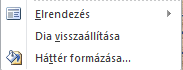 Elrendezés
Dia visszaállítása
Háttér formázása...